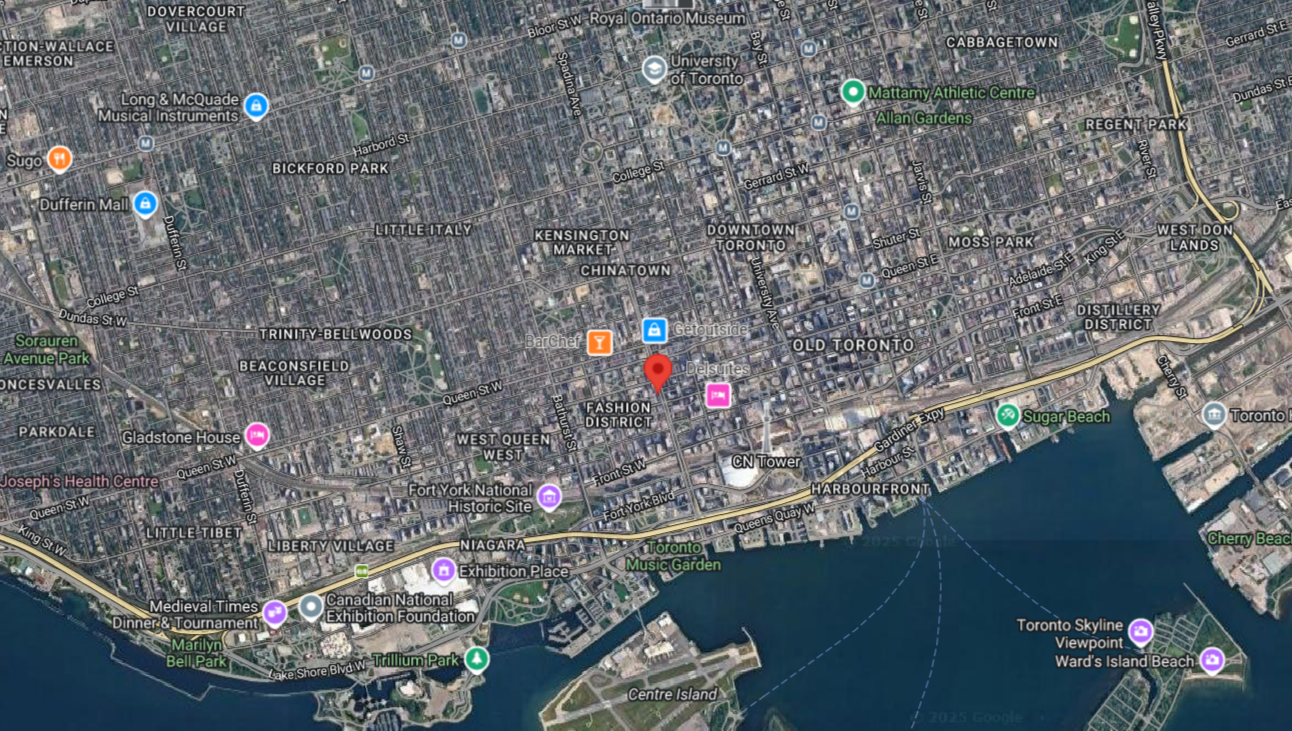 DOVERCOURT
VILLAGE
Royal Ontario Museum
Bloor St W
CTION-WALLACE
EMERSON
Spadina Ave
Bay St
University
of Toronto
CABBAGETOWN
alley Pkwy
Gerrard St E
Long & McQuade
Musical Instruments
Mattamy Athletic Centre
Allan Gardens
Dundas St E
REGENT PARK
River St
Sugo
Harbord St
BICKFORD PARK
College St
Gerrard St W
Jarvis St
Dufferin Mall
Dufferin St
LITTLE ITALY
KENSINGTON
MARKET
CHINATOWN
DOWNTOWN
TORONTO
Shuter St
Queen St E
MOSS PARK
King St E
WEST DON
LANDS
Adelaide St E
Front St E
University Ave
College St
Dundas St W
TRINITY-BELLWOODS
DISTILLERY
DISTRICT
Sorauren
Avenue Park
BarChef
Getoutside
OLD TORONTO
BEACONSFIELD
VILLAGE
Delsuites
ONCESVALLES
Queen St W
Cherry St
Bathurst St
FASHION
DISTRICT
Sugar Beach
Toronto
PARKDALE
Gladstone House
Shaw St
WEST QUEEN
WEST
Gardiner Expy
Queen St W
Front St W
CN Tower
Harbour St
Joseph's Health Centre
Dufferin St
Fort York National
Historic Site
Fort York Blvd
HARBOURFRONT
Queen St W
Queens Quay W
King St W
LITTLE TIBET
LIBERTY VILLAGE
NIAGARA
Toronto
Music Garden
© 2025 Google
Cherry Beach
Exhibition Place
Medieval Times
Dinner & Tournament
Canadian National
Exhibition Foundation
Toronto Skyline
Viewpoint
Marilyn
Bell Park
Lake Shore Blvd W
Trillium Park
Ward's Island Beach
Centre Island
© 2025 Google